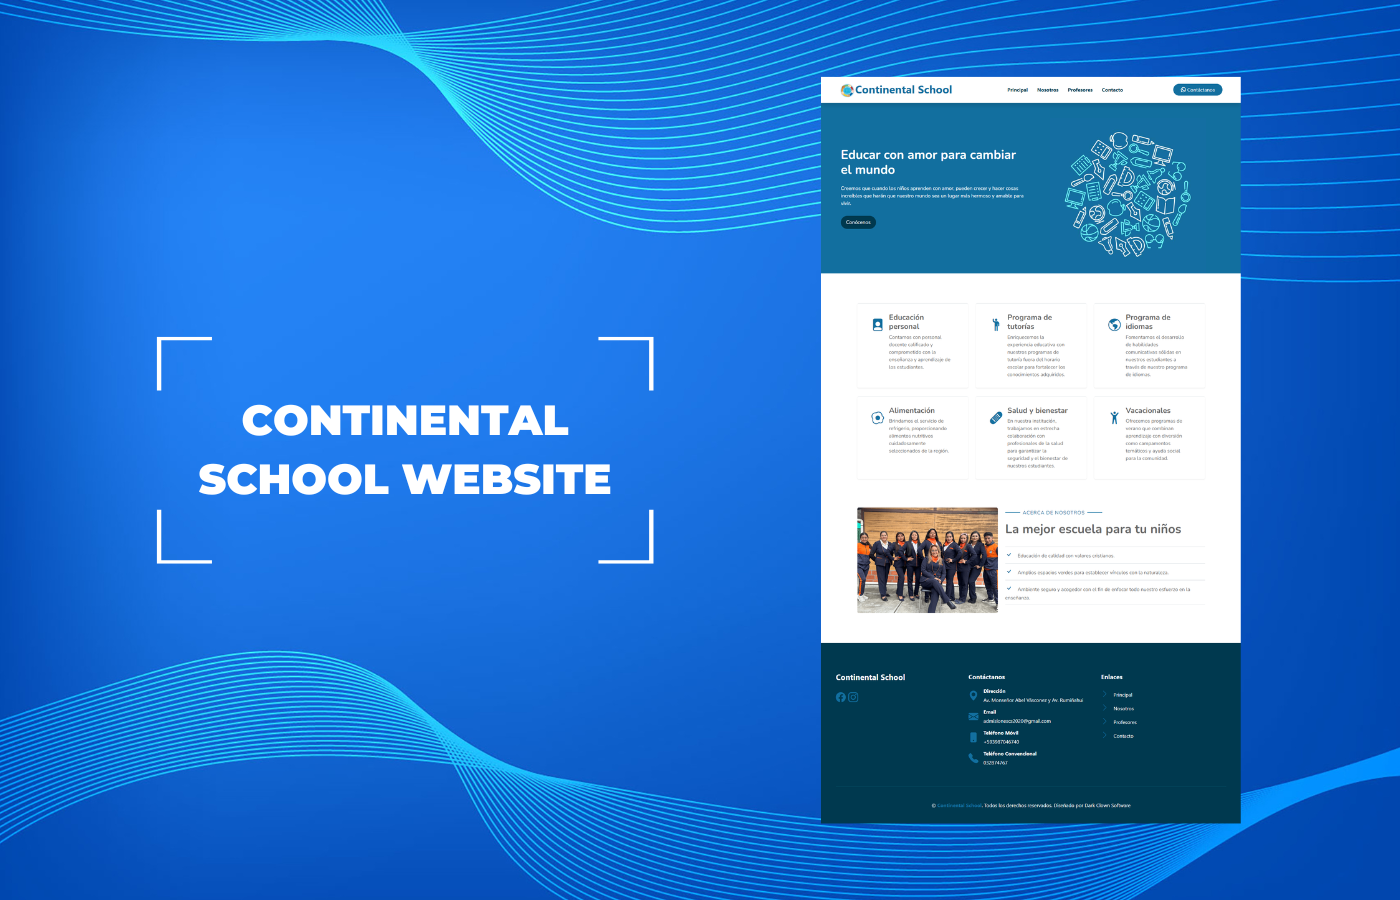 CONTINENTAL
SCHOOL WEBSITE
Continental School
Principal Nosotros Profesores Contacto
Contáctanos
Educar con amor para cambiar
el mundo
Creemos que cuando los niños aprenden con amor, pueden crecer y hacer cosas
increíbles que harán que nuestro mundo sea un lugar más hermoso y amable para
vivir.
Conócenos
Educación
personal
Contamos con personal
docente calificado y
comprometido con la
enseñanza y aprendizaje de
los estudiantes.
Programa de
tutorías
Enriquecemos la
experiencia educativa con
nuestros programas de
tutoría fuera del horario
escolar para fortalecer los
conocimientos adquiridos.
Programa de
idiomas
Fomentamos el desarrollo
de habilidades
comunicativas sólidas en
nuestros estudiantes a
través de nuestro programa
de idiomas.
Alimentación
Brindamos el servicio de
refrigerio, proporcionando
alimentos nutritivos
cuidadosamente
seleccionados de la región.
Salud y bienestar
En nuestra institución,
trabajamos en estrecha
colaboración con
profesionales de la salud
para garantizar la
seguridad y el bienestar de
nuestros estudiantes.
Vacacionales
Ofrecemos programas de
verano que combinan
aprendizaje con diversión
como campamentos
temáticos y ayuda social
para la comunidad.
ACERCA DE NOSOTROS
La mejor escuela para tu niños
Educación de calidad con valores cristianos.
Amplios espacios verdes para establecer vínculos con la naturaleza.
Ambiente seguro y acogedor con el fin de enfocar todo nuestro esfuerzo en la
enseñanza.
Continental School
Contáctanos
Dirección
Av. Monseñor Abel Vascones y Av. Rumiñahui
Email
admisionesco2020@gmail.com
Teléfono Móvil
+593987046740
Teléfono Convencional
032874767
Enlaces
Principal
Nosotros
Profesores
Contacto
© Continental School. Todos los derechos reservados. Diseñado por Dark Clown Software